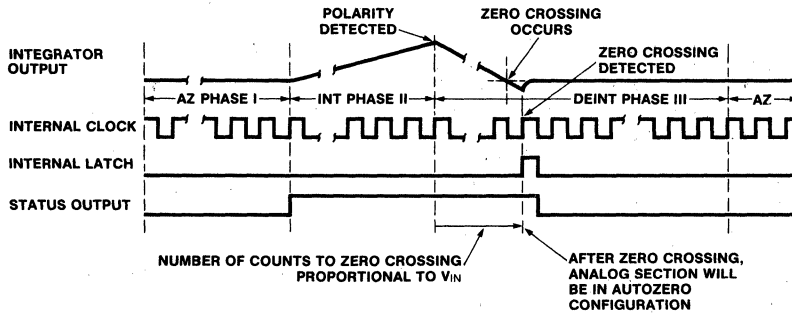 POLARITY
DETECTED
ZERO CROSSING
OCCURS
INTEGRATOR
OUTPUT
ZERO CROSSING
DETECTED
AZ PHASE I
INT PHASE II
DEINT PHASE III
AZ
INTERNAL CLOCK
INTERNAL LATCH
STATUS OUTPUT
NUMBER OF COUNTS TO ZERO CROSSING
PROPORTIONAL TO VIN
AFTER ZERO CROSSING,
ANALOG SECTION WILL
BE IN AUTOZERO
CONFIGURATION